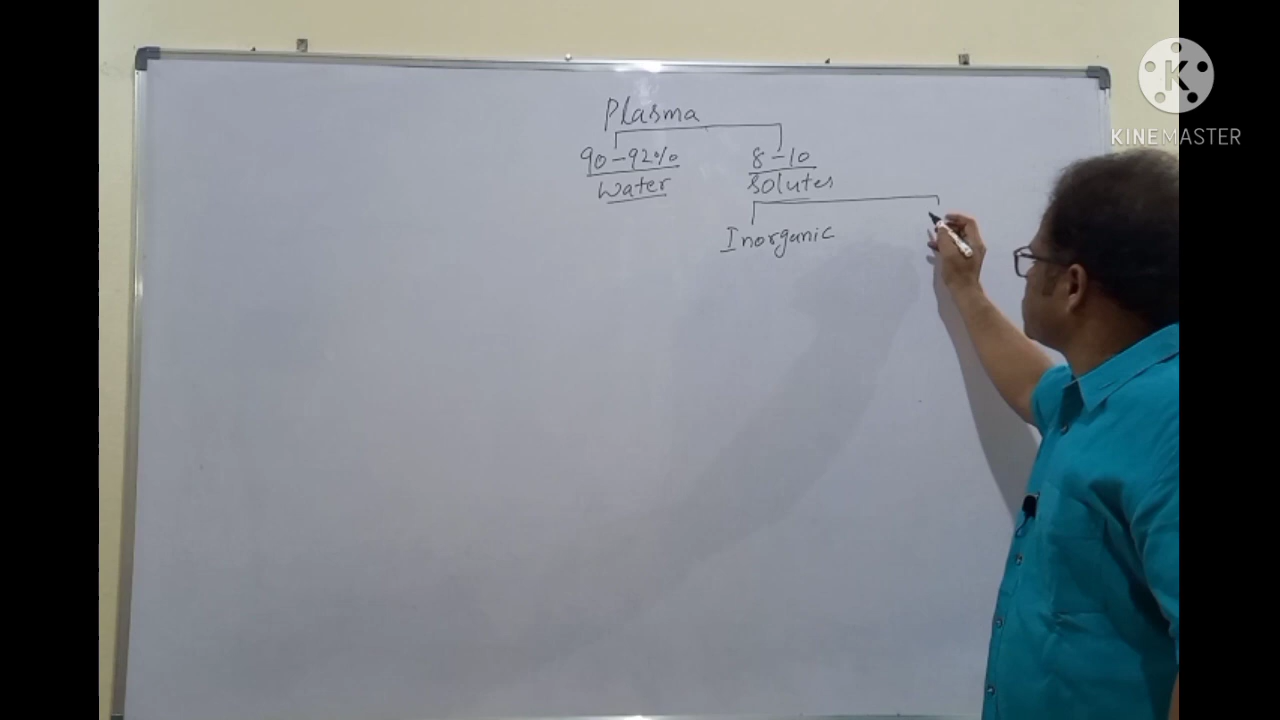 K
KINEMASTER
Plasma
90-92% 8-10
Water Solutes
Inorganic